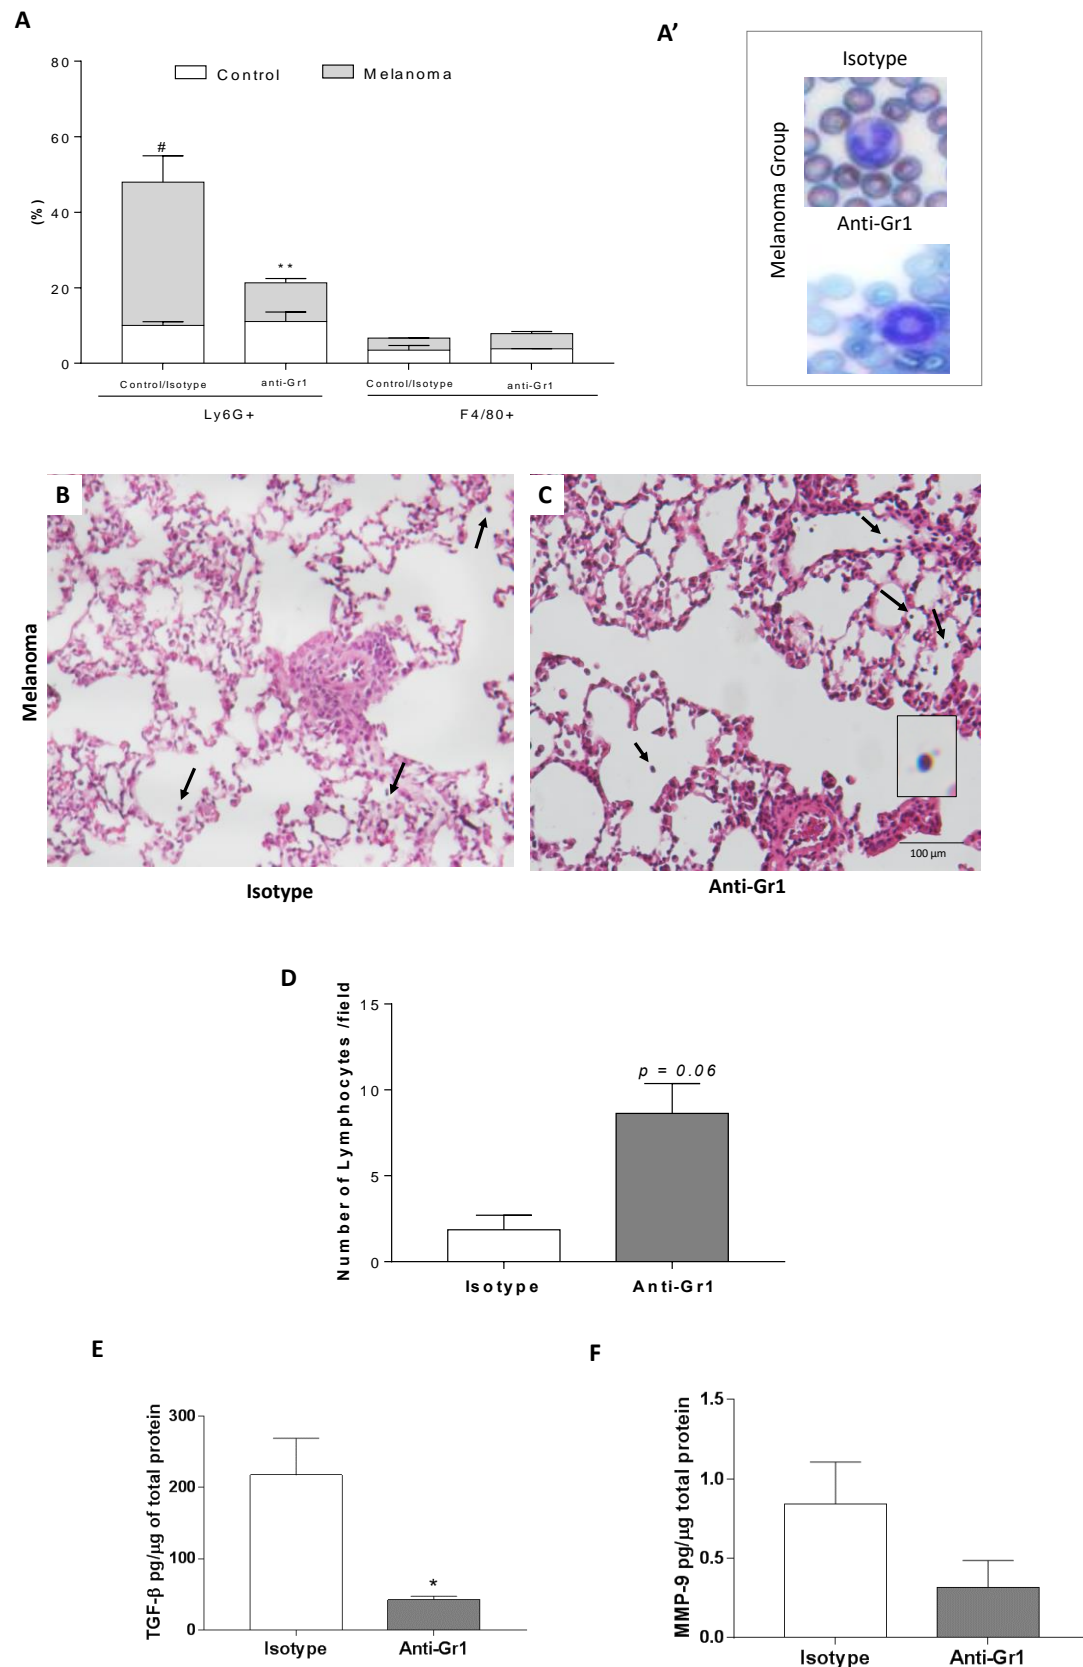 A
80
60
40
20
0
(%)
Control
Melanoma
#
**
Control/Isotype
anti-Gr1
Control/Isotype
anti-Gr1
Ly6G+
F4/80+
A’
Isotype
Anti-Gr1
Melanoma Group
B
C
Melanoma
100 µm
Isotype
Anti-Gr1
D
Number of Lymphocytes /field
15
10
5
0
p = 0.06
Isotype
Anti-Gr1
E
TGF-β pg/µg of total protein
300
200
100
0
*
Isotype
Anti-Gr1
F
MMP-9 pg/µg total protein
1.5
1.0
0.5
0.0
Isotype
Anti-Gr1